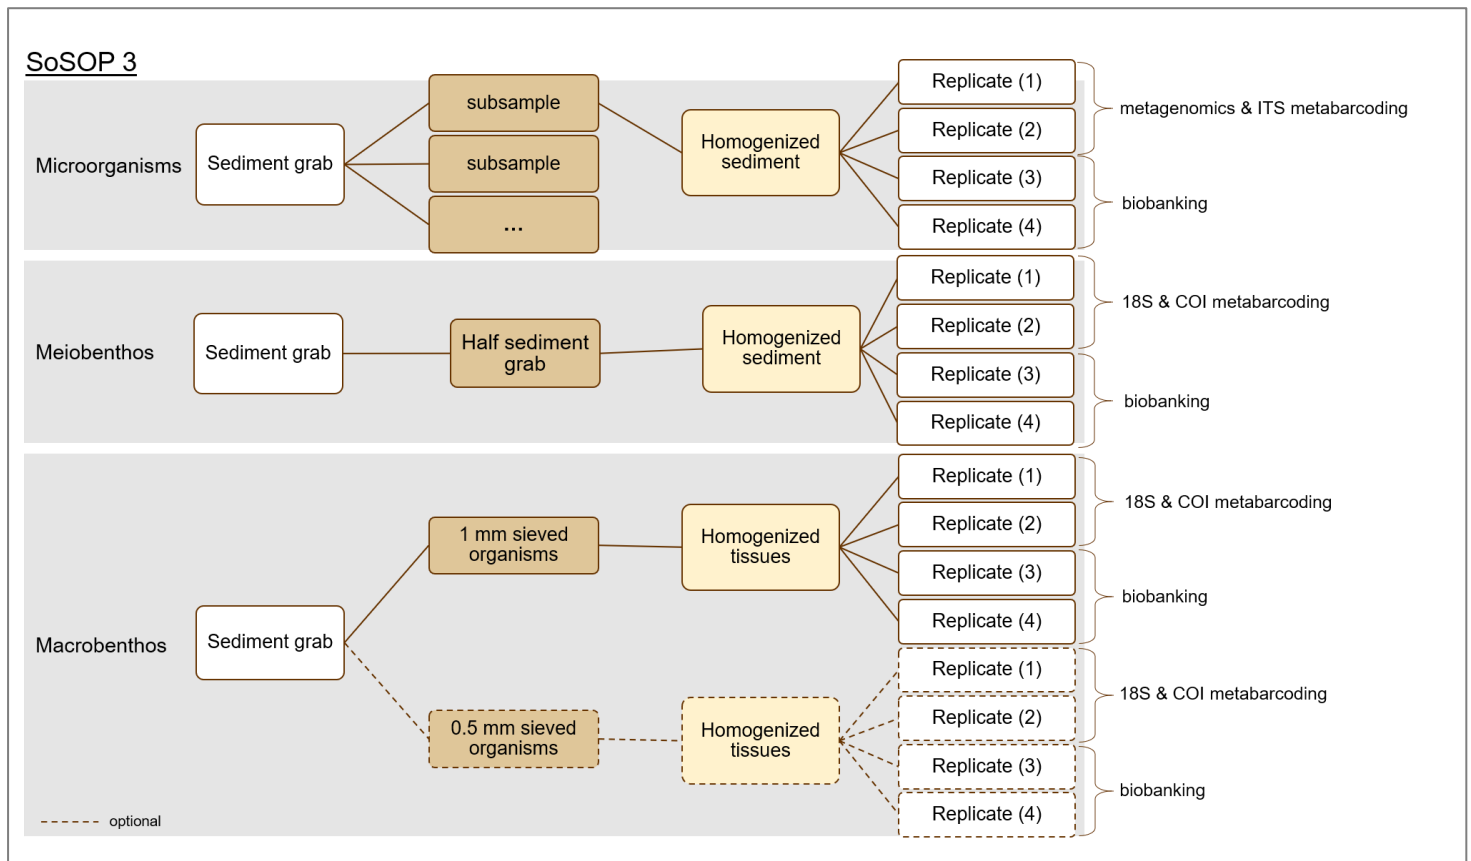 SoSOP 3
Microorganisms
Sediment grab
subsample
subsample
...
Homogenized
sediment
Replicate (1)
Replicate (2)
Replicate (3)
Replicate (4)
metagenomics & ITS metabarcoding
biobanking
Meiobenthos
Sediment grab
Half sediment
grab
Homogenized
sediment
Replicate (1)
Replicate (2)
Replicate (3)
Replicate (4)
18S & COI metabarcoding
biobanking
Macrobenthos
Sediment grab
1 mm sieved
organisms
Homogenized
tissues
Replicate (1)
Replicate (2)
Replicate (3)
Replicate (4)
18S & COI metabarcoding
biobanking
0.5 mm sieved
organisms
Homogenized
tissues
Replicate (1)
Replicate (2)
Replicate (3)
Replicate (4)
18S & COI metabarcoding
biobanking
optional